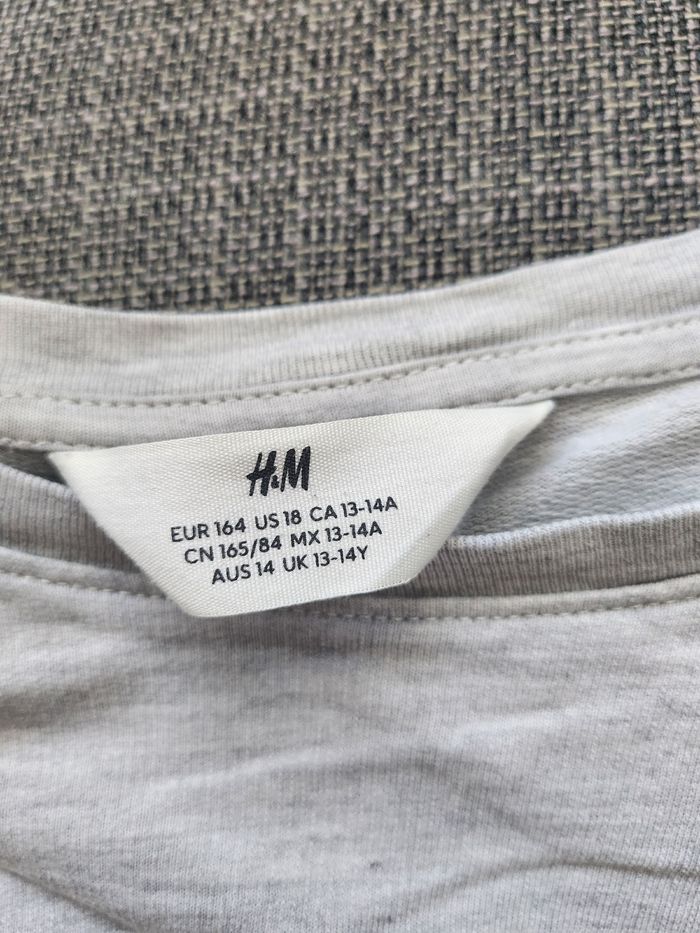 H&M
EUR 164 US 18 CA 13-14A
CN 165/84 MX 13-14A
AUS 14 UK 13-14Y